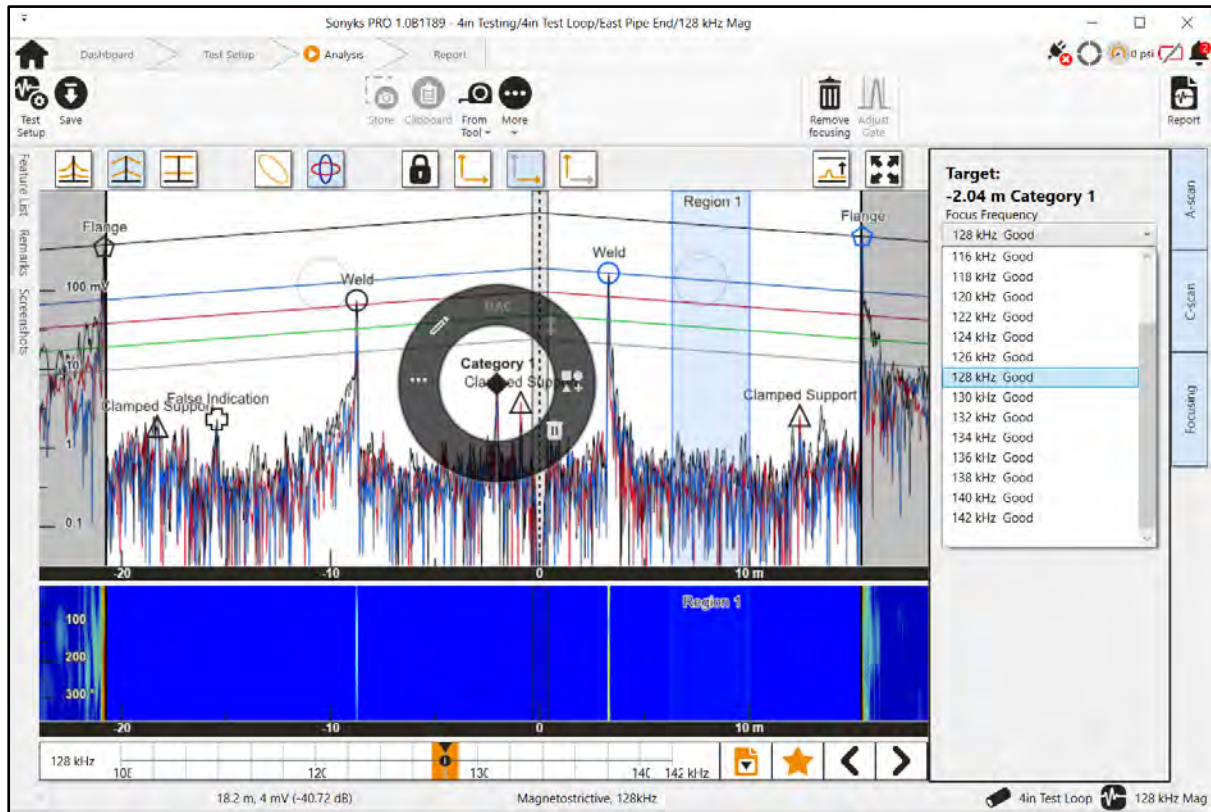 Sonyks PRO 1.0B1T89 - 4in Testing/4in Test Loop/East Pipe End/128 kHz Mag
Dashboard
Test Setup
Analysis
Report
0 psi
2
Test Setup
Save
Store
Clipboard
From Tool
More
Remove focusing
Adjust Gate
Report
Feature List
Remarks
Screenshots
Flange
Weld
Region 1
Flange
Weld
100 mV
10
1
0.1
DAC
Category 1
Clamped Support
False Indication
Clamped Support
Clamped Support
-20
-10
0
10 m
Region 1
100
200
300 °
-20
-10
0
10 m
128 kHz
12C
13C
14C
142 kHz
18.2 m, 4 mV (-40.72 dB)
Magnetostrictive, 128kHz
4in Test Loop
128 kHz Mag
Target:
-2.04 m Category 1
Focus Frequency
128 kHz Good
116 kHz Good
118 kHz Good
120 kHz Good
122 kHz Good
124 kHz Good
126 kHz Good
128 kHz Good
130 kHz Good
132 kHz Good
134 kHz Good
136 kHz Good
138 kHz Good
140 kHz Good
142 kHz Good
A-scan
C-scan
Focusing